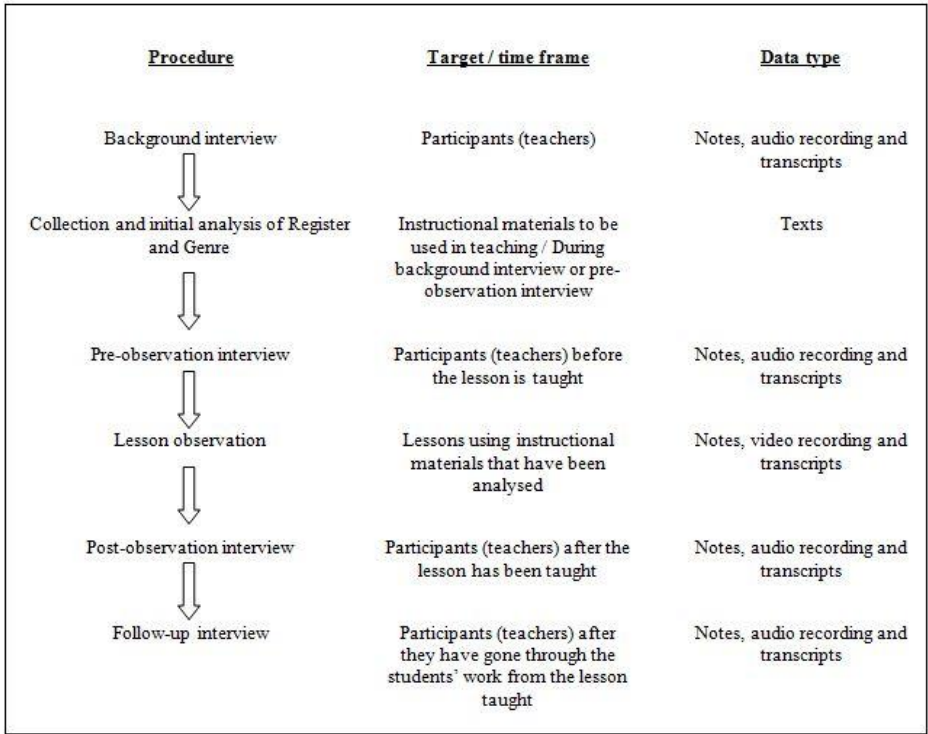 Procedure
Target / time frame
Data type
Background interview
Participants (teachers)
Notes, audio recording and
transcripts
Collection and initial analysis of Register
and Genre
Instructional materials to be
used in teaching / During
background interview or pre-
observation interview
Texts
Pre-observation interview
Participants (teachers) before
the lesson is taught
Notes, audio recording and
transcripts
Lesson observation
Lessons using instructional
materials that have been
analysed
Notes, video recording and
transcripts
Post-observation interview
Participants (teachers) after the
lesson has been taught
Notes, audio recording and
transcripts
Follow-up interview
Participants (teachers) after
they have gone through the
students’ work from the lesson
taught
Notes, audio recording and
transcripts